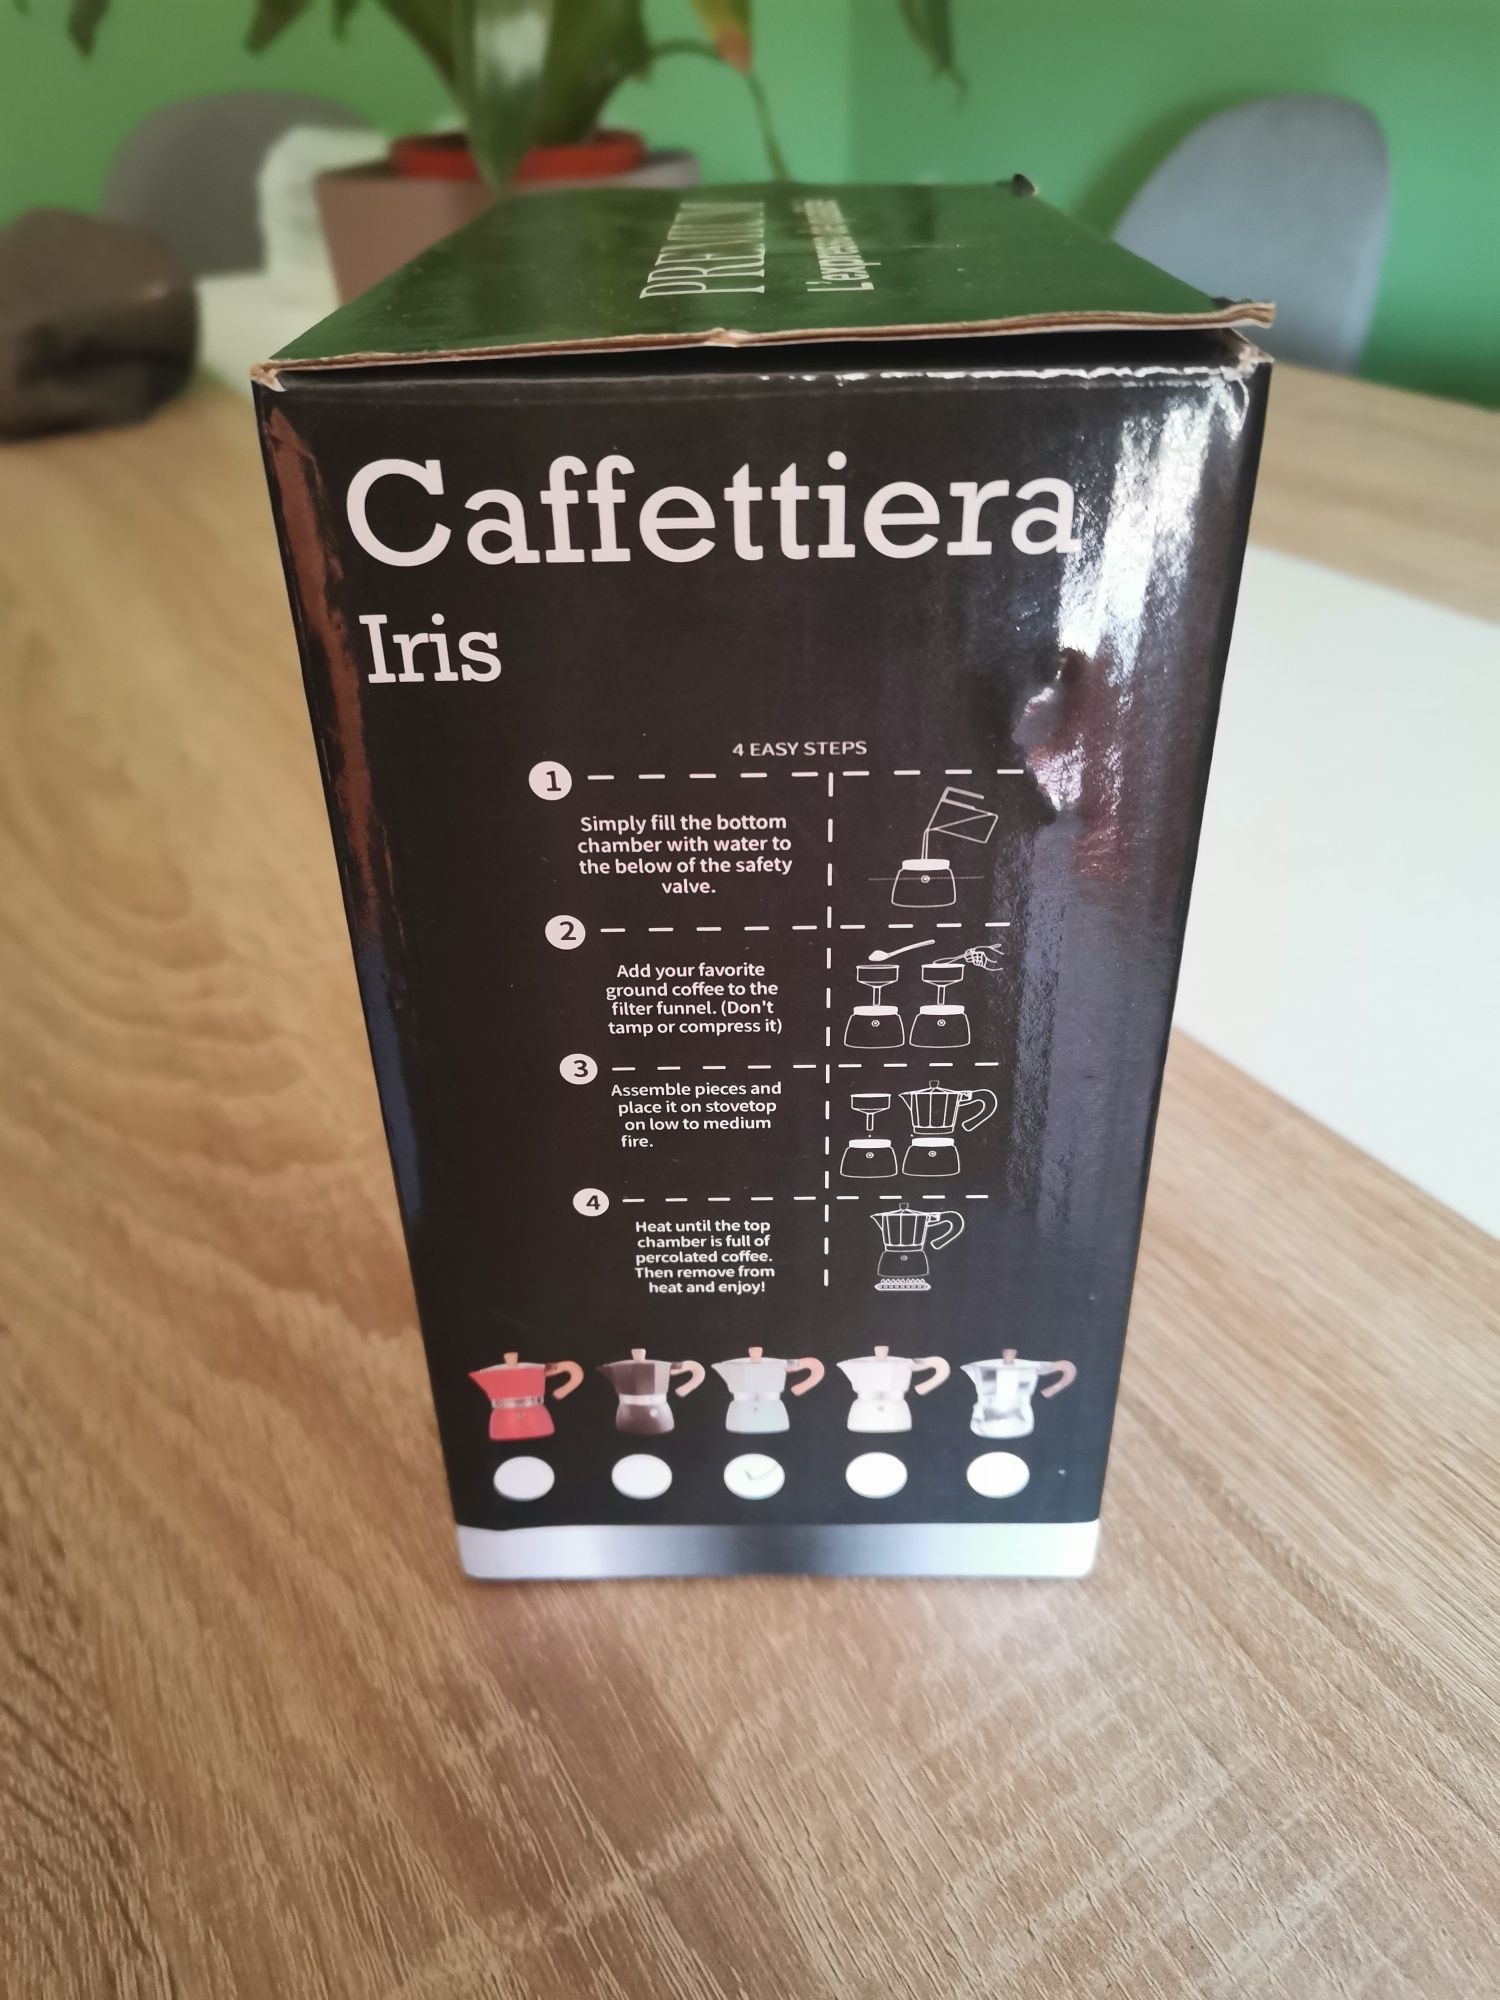 PREMIUM
Caffettiera
Iris
4 EASY STEPS
1
Simply fill the bottom
chamber with water to
the below of the safety
valve.
2
Add your favorite
ground coffee to the
filter funnel. (Don't
tamp or compress it)
3
Assemble pieces and
place it on stovetop
on low to medium
fire.
4
Heat until the top
chamber is full of
percolated coffee.
Then remove from
heat and enjoy!